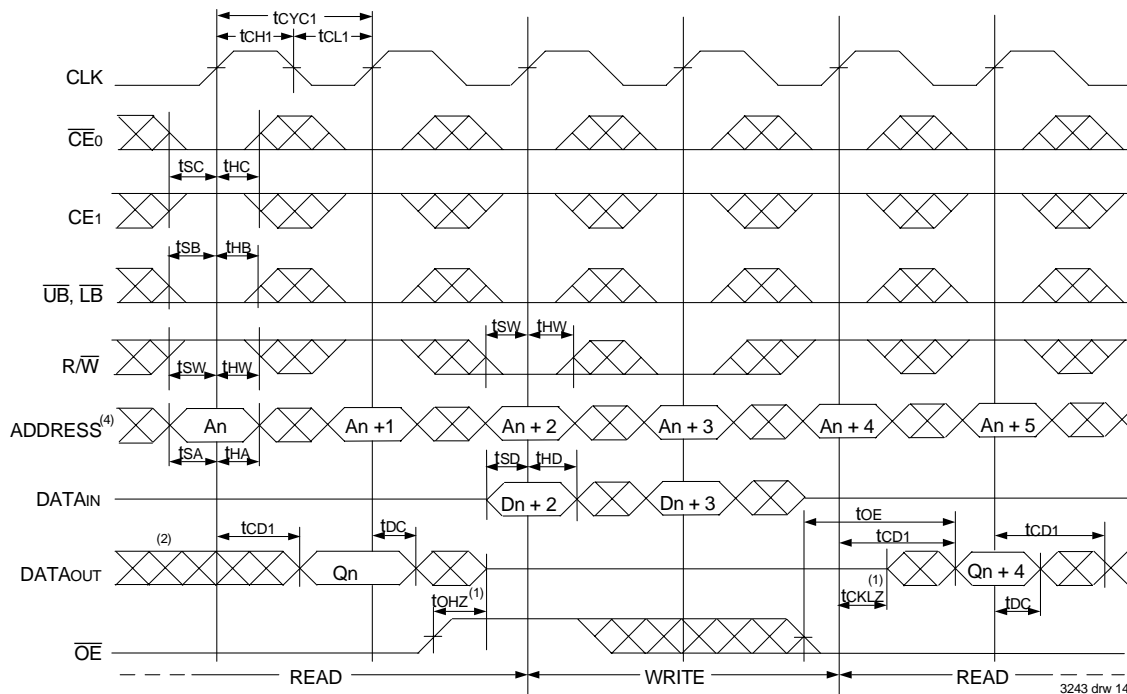 tCYC1
tCH1 tCL1
CLK
CE0
tSC tHC
CE1
tSB tHB
UB, LB
tSW tHW
R/W
tSW tHW
ADDRESS(4) An An +1 An + 2 An + 3 An + 4 An + 5
tSA tHA tSD tHD
DATAIN Dn + 2 Dn + 3
tOE
(2) tCD1 tDC tCD1 tCD1
DATAOUT Qn Qn + 4
tOHZ(1) tCKLZ(1) tDC
OE
READ WRITE READ
3243 drw 14